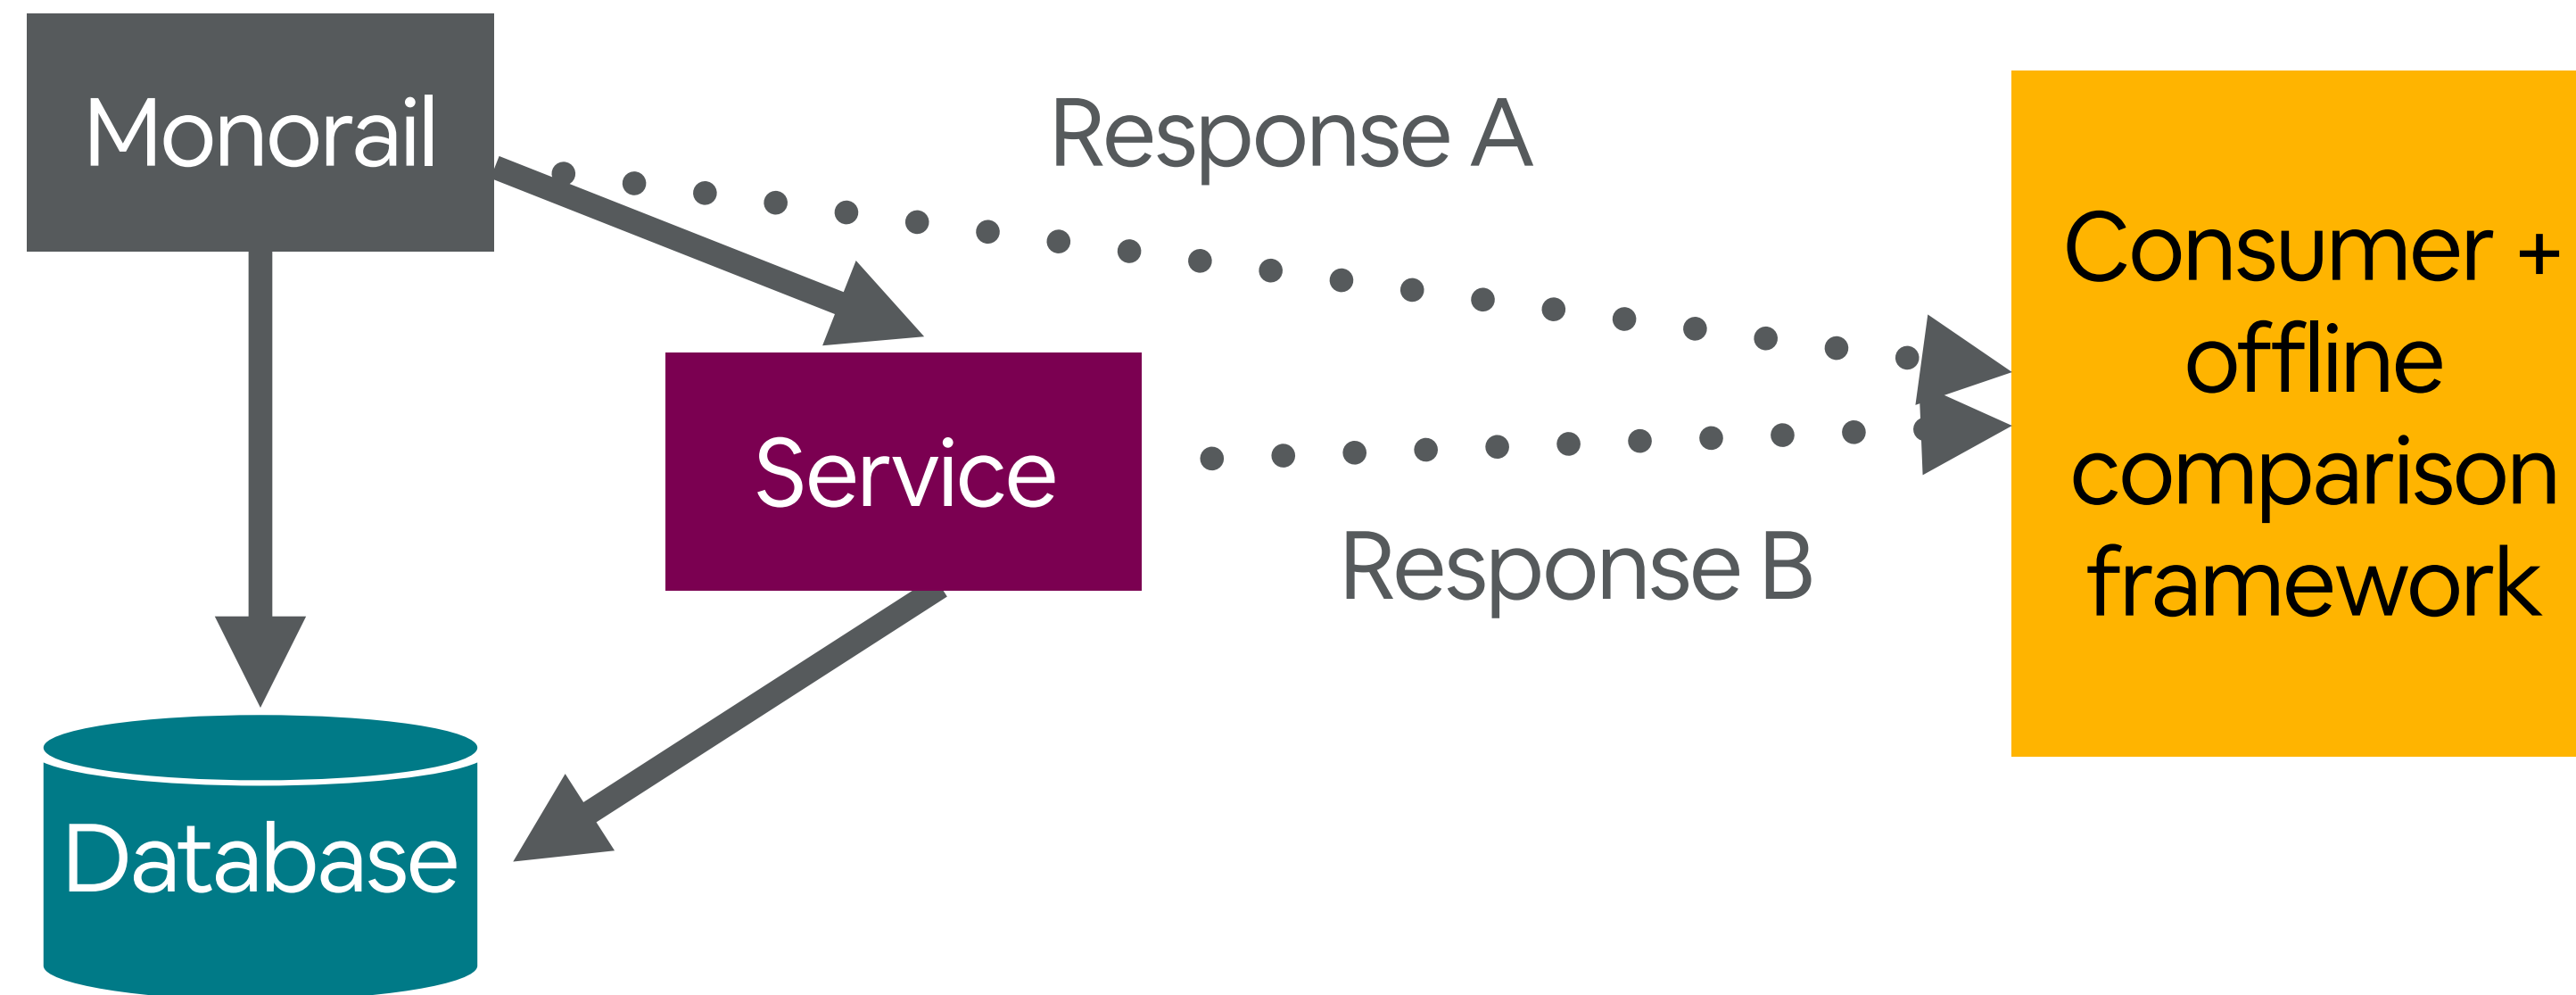 Monorail
Response A
Consumer +
offline
comparison
framework
Service
Response B
Database